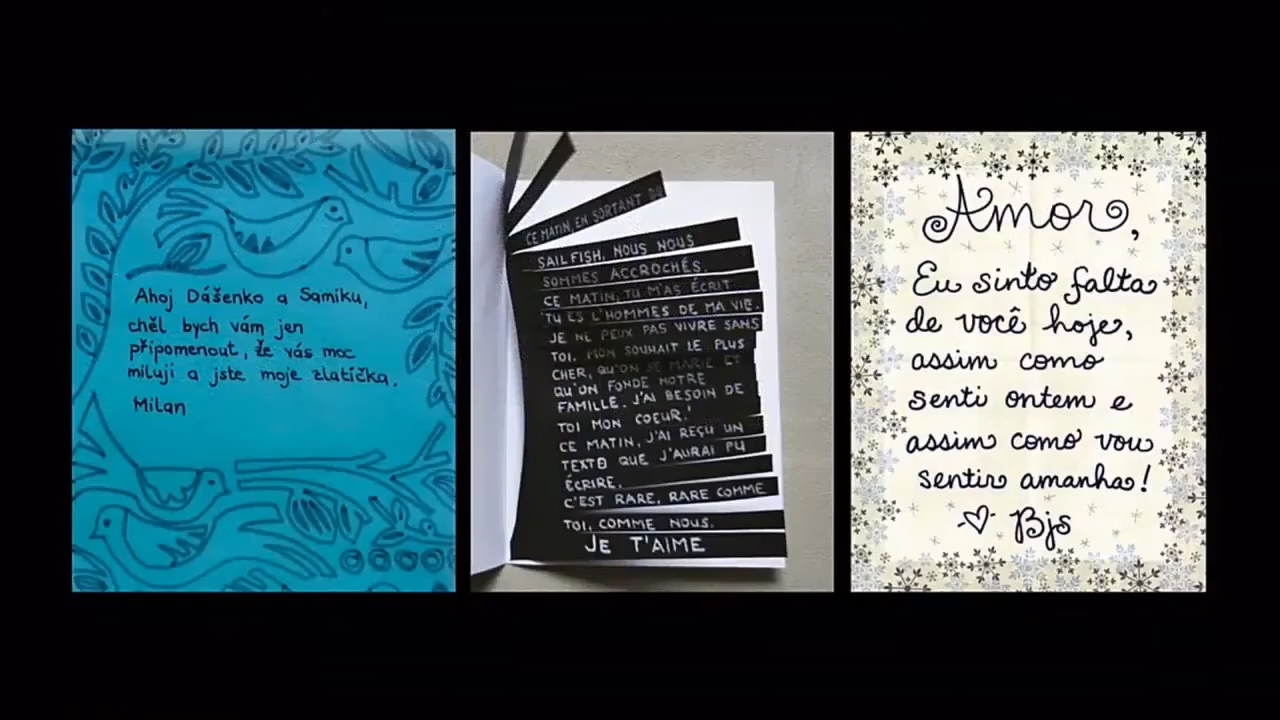 Ahoj Dášenko a Samíku,
chěl bych vám jen
připomenout, že vás moc
miluji a jste moje zlatíčka.
Milan
CE MATIN, EN SORTANT DU
SAILFISH, NOUS NOUS
SOMMES ACCROCHÉS.
CE MATIN, TU M'AS ÉCRIT
'TU ES L'HOMMES DE MA VIE.
JE NE PEUX PAS VIVRE SANS
TOI, MON SOUHAIT LE PLUS
CHER, QU'ON SE MARIE ET
QU'ON FONDE NOTRE
FAMILLE. J'AI BESOIN DE
TOI MON COEUR.'
CE MATIN, J'AI REÇU UN
TEXTO QUE J'AURAI PU
ÉCRIRE.
C'EST RARE, RARE COMME
TOI, COMME NOUS.
JE T'AIME
Amor,
Eu sinto falta
de você hoje,
assim como
senti ontem e
assim como vou
sentir amanha!
Bjs